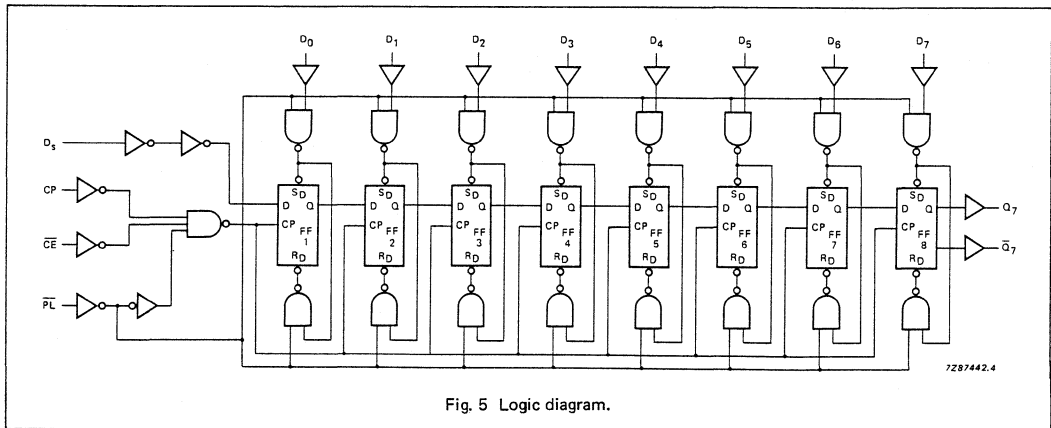 D0 D1 D2 D3 D4 D5 D6 D7
Ds
CP
C̅E̅
P̅L̅
SD SD SD SD SD SD SD SD
D Q D Q D Q D Q D Q D Q D Q D Q
CP FF 1 CP FF 2 CP FF 3 CP FF 4 CP FF 5 CP FF 6 CP FF 7 CP FF 8
RD RD RD RD RD RD RD RD
Q7
Q̅7
7Z87442.4
Fig. 5 Logic diagram.